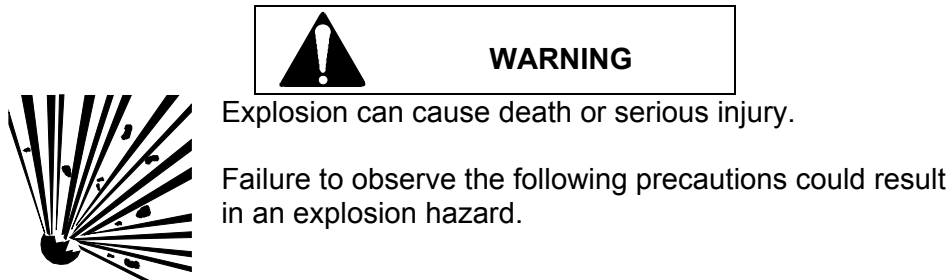 WARNING
Explosion can cause death or serious injury.
Failure to observe the following precautions could result
in an explosion hazard.